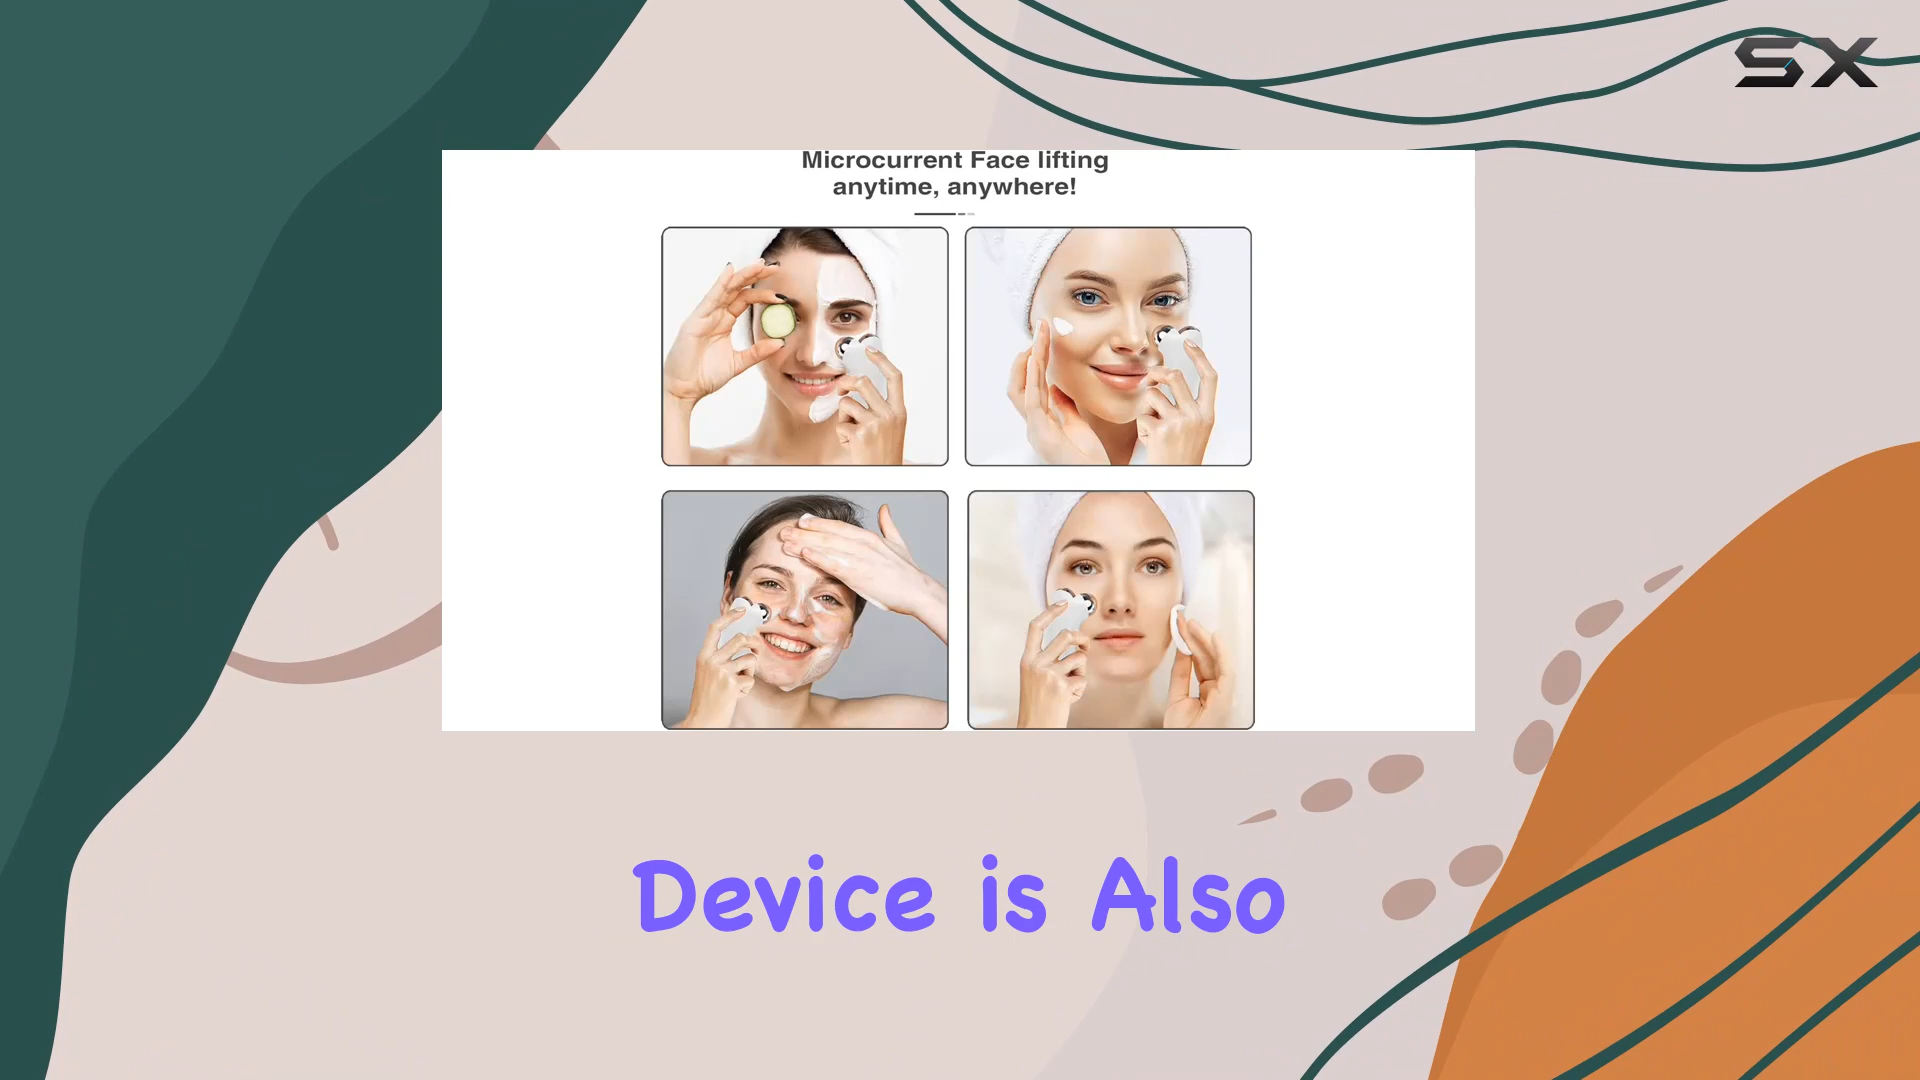 SX
Microcurrent Face lifting
anytime, anywhere!
Device is Also